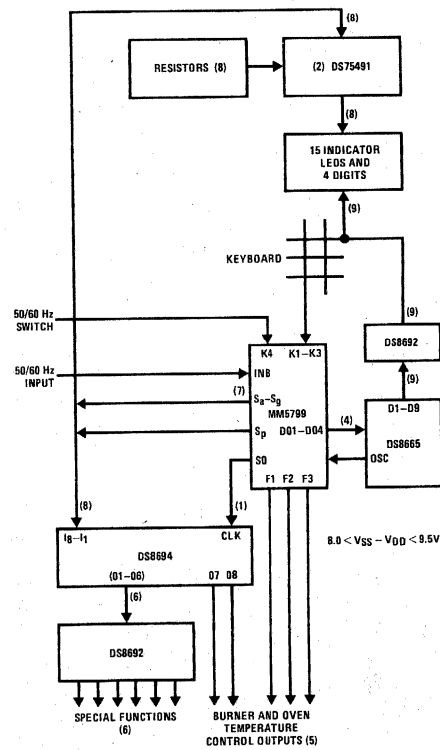 (8)
RESISTORS (8)
(2) DS75491
(8)
15 INDICATOR
LEDS AND
4 DIGITS
(9)
KEYBOARD
50/60 Hz
SWITCH
(9)
DS8692
K4 K1–K3
50/60 Hz
INPUT
INB
(9)
(7)
Sa–Sg
MM5799
D1–D9
Sp
DO1–DO4
(4)
DS8665
SO
OSC
F1 F2 F3
(8)
(1)
I8–I1
CLK
8.0 < VSS – VDD < 9.5V
DS8694
(O1–O6)
O7 O8
(6)
DS8692
SPECIAL FUNCTIONS
(6)
BURNER AND OVEN
TEMPERATURE
CONTROL OUTPUTS (5)